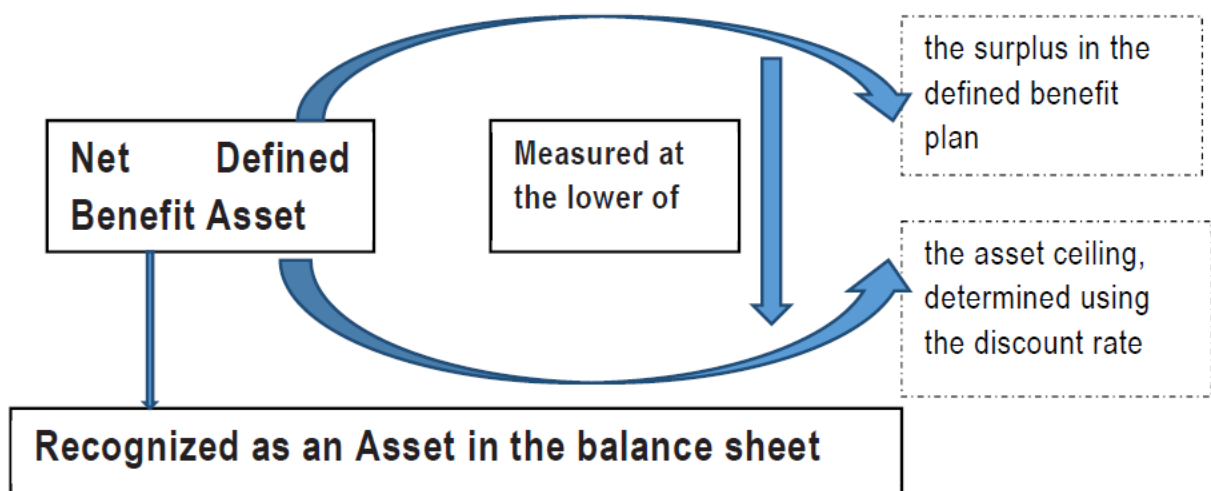 Net Defined
Benefit Asset
Measured at
the lower of
the surplus in the
defined benefit
plan
the asset ceiling,
determined using
the discount rate
Recognized as an Asset in the balance sheet